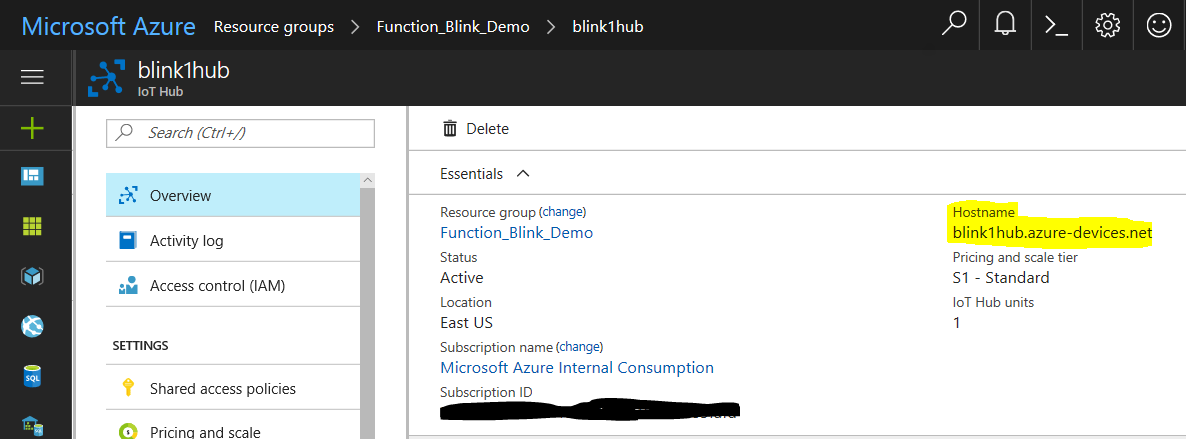 Microsoft Azure Resource groups > Function_Blink_Demo > blink1hub
blink1hub
IoT Hub
Search (Ctrl+/)
Overview
Activity log
Access control (IAM)
SETTINGS
Shared access policies
Pricing and scale
Delete
Essentials
Resource group (change)
Function_Blink_Demo
Status
Active
Location
East US
Subscription name (change)
Microsoft Azure Internal Consumption
Subscription ID
Hostname
blink1hub.azure-devices.net
Pricing and scale tier
S1 - Standard
IoT Hub units
1
SQL